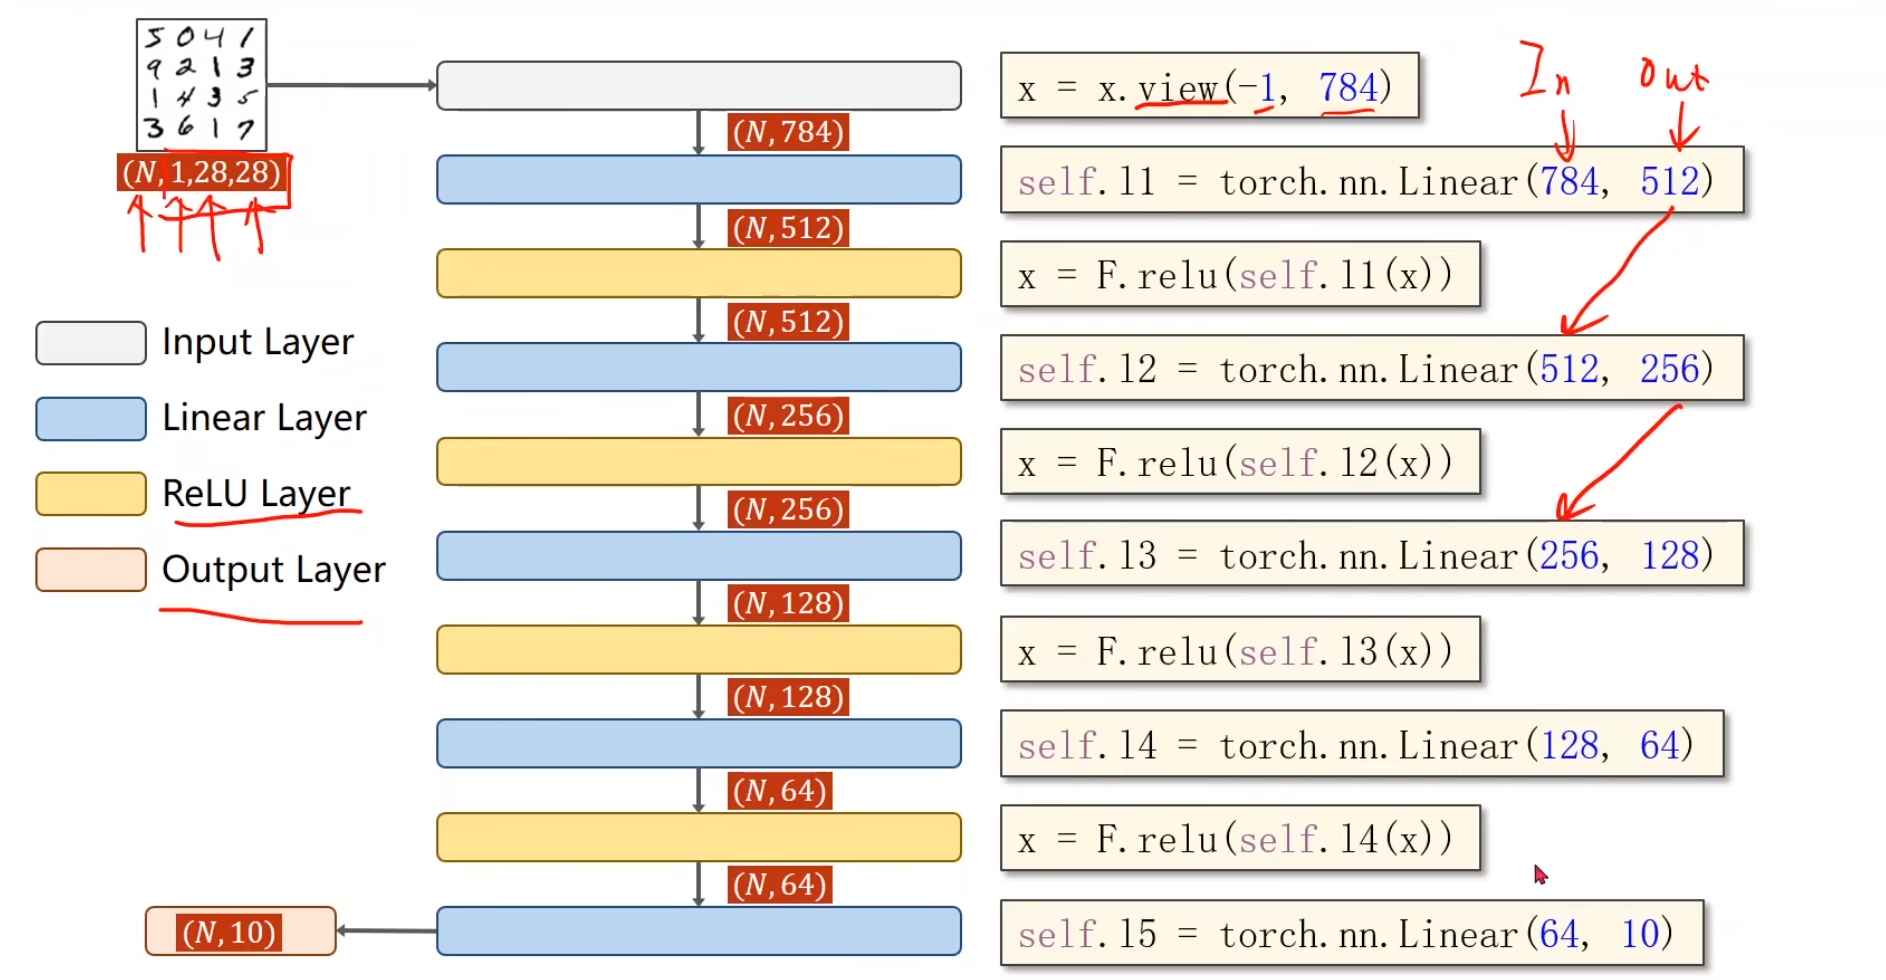 5 0 4 1
9 2 1 3
1 4 3 5
3 6 1 7
(N, 1,28,28)
Input Layer
Linear Layer
ReLU Layer
Output Layer
(N, 784)
(N, 512)
(N, 512)
(N, 256)
(N, 256)
(N, 128)
(N, 128)
(N, 64)
(N, 64)
(N, 10)
In out
x = x.view(-1, 784)
self.l1 = torch.nn.Linear(784, 512)
x = F.relu(self.l1(x))
self.l2 = torch.nn.Linear(512, 256)
x = F.relu(self.l2(x))
self.l3 = torch.nn.Linear(256, 128)
x = F.relu(self.l3(x))
self.l4 = torch.nn.Linear(128, 64)
x = F.relu(self.l4(x))
self.l5 = torch.nn.Linear(64, 10)